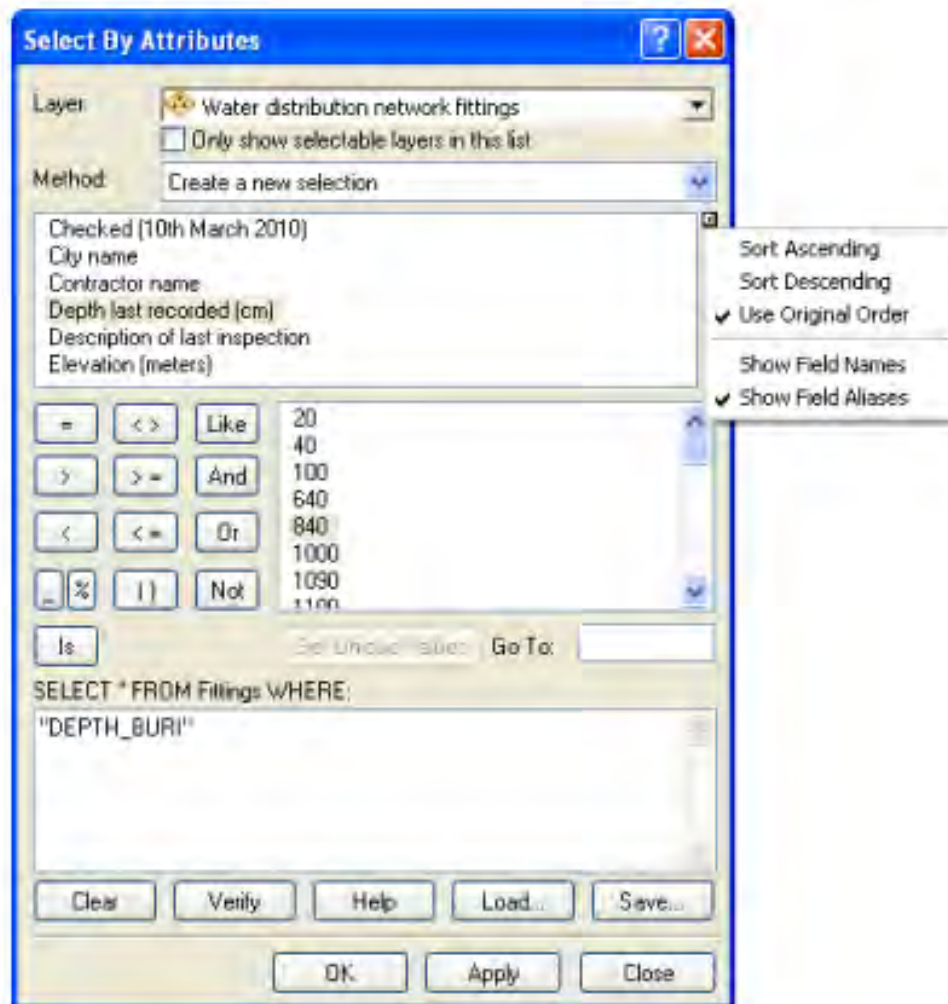 Select By Attributes
Layer: Water distribution network fittings
Only show selectable layers in this list
Method: Create a new selection
Checked (10th March 2010)
City name
Contractor name
Depth last recorded (cm)
Description of last inspection
Elevation (meters)
Sort Ascending
Sort Descending
Use Original Order
Show Field Names
Show Field Aliases
= < > Like
> > = And
< < = Or
_ % ( ) Not
Is
20
40
100
640
840
1000
1090
1100
Go To:
SELECT * FROM Fittings WHERE:
"DEPTH_BURI"
Clear Verify Help Load... Save...
OK Apply Close